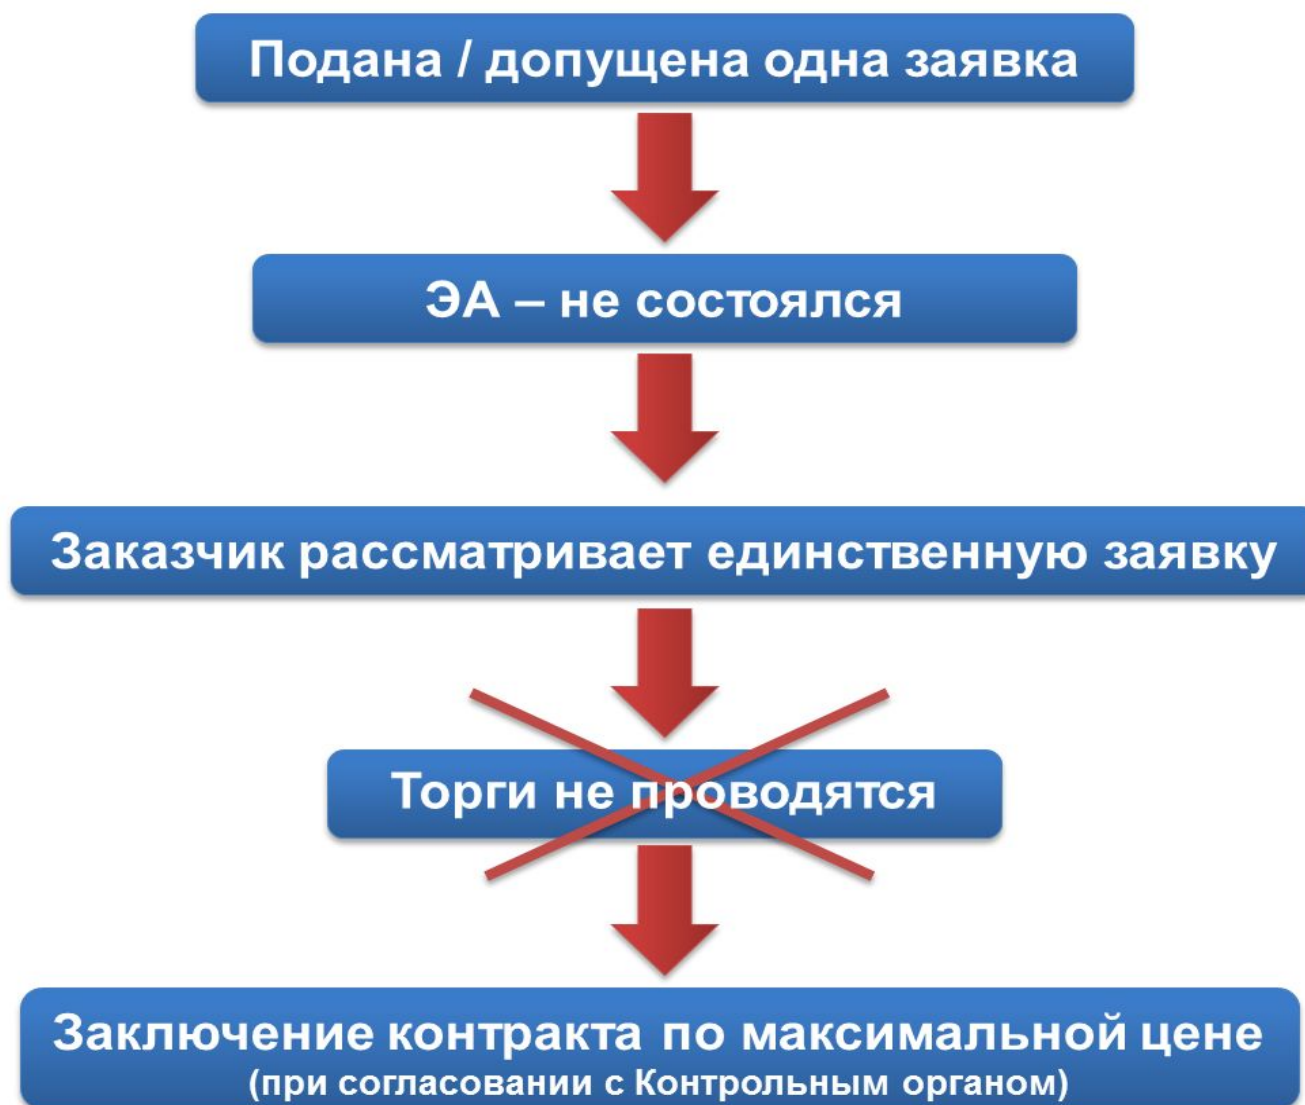 Подана / допущена одна заявка
ЭА – не состоялся
Заказчик рассматривает единственную заявку
Торги не проводятся
Заключение контракта по максимальной цене
(при согласовании с Контрольным органом)